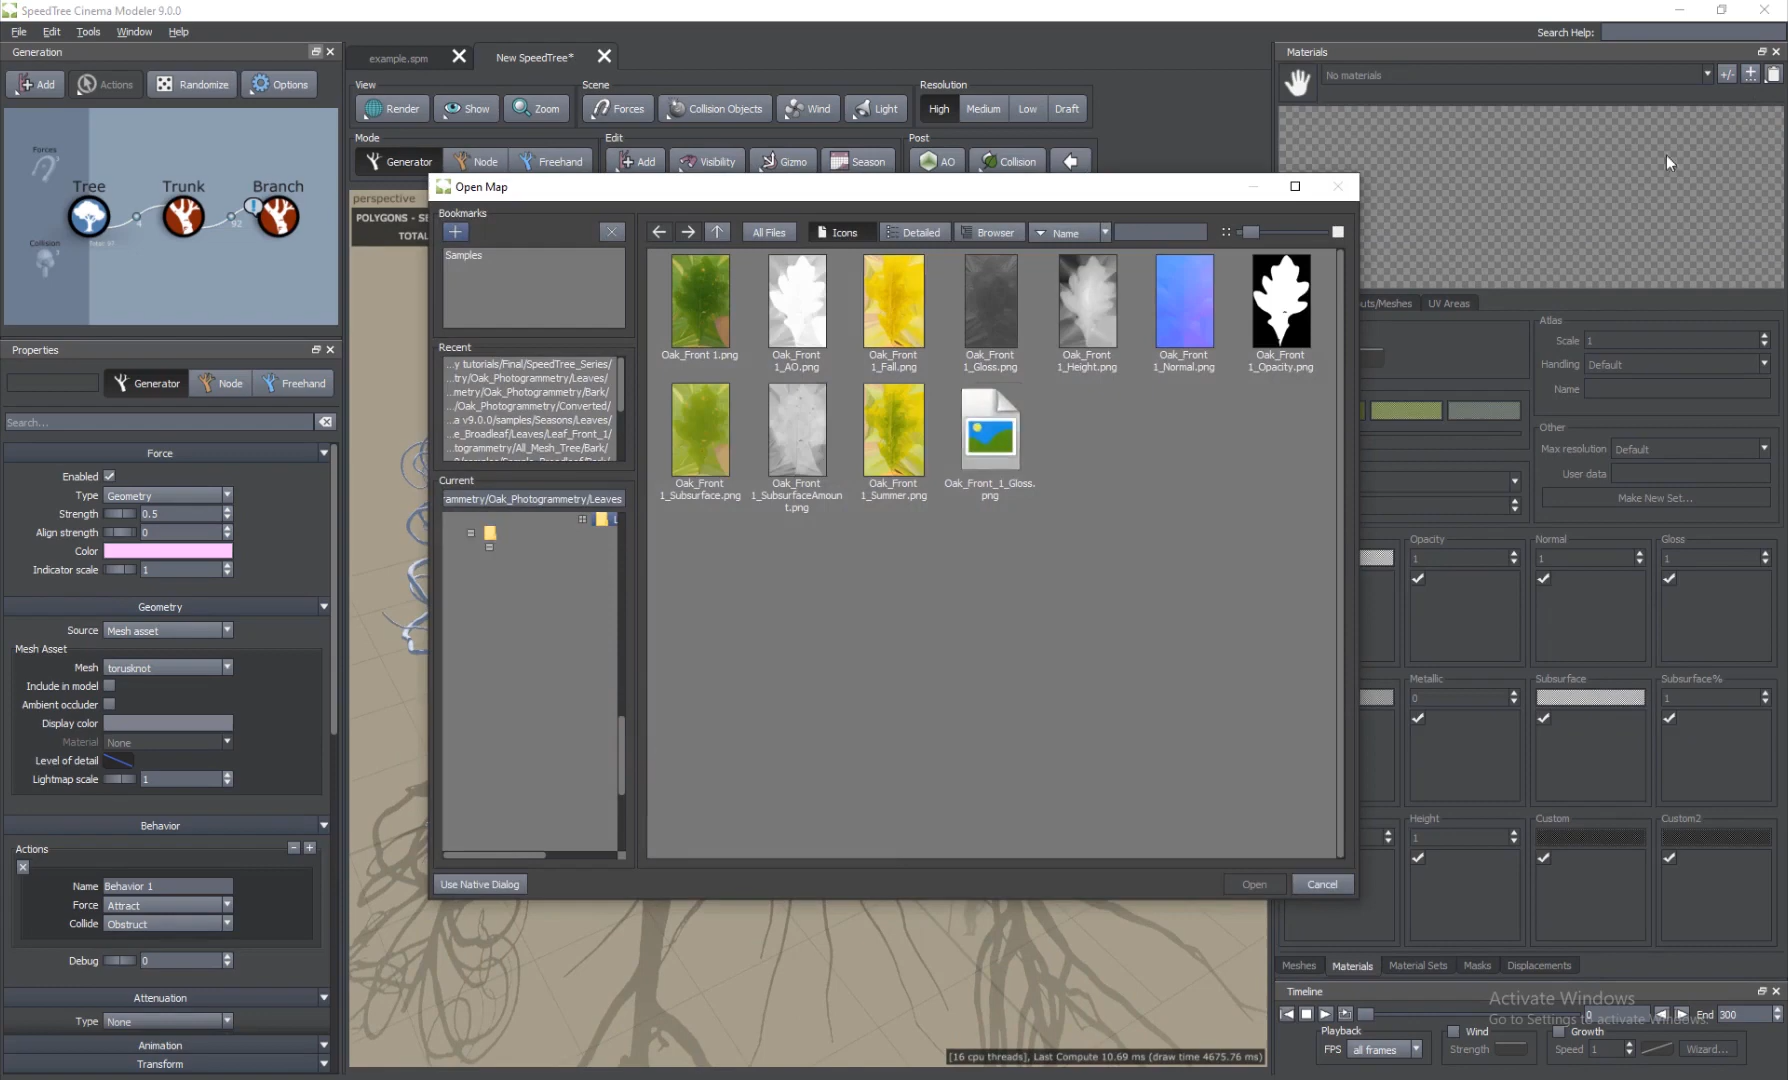 SpeedTree Cinema Modeler 9.0.0
File Edit Tools Window Help
Search Help:
Generation
Add Actions Randomize Options
Forces
Tree Trunk Branch
4 92
Collision
Properties
Generator Node Freehand
Search...
Force
Enabled
Type Geometry
Strength 0.5
Align strength 0
Color
Indicator scale 1
Geometry
Source Mesh asset
Mesh Asset
Mesh torusknot
Include in model
Ambient occluder
Display color
Material None
Level of detail
Lightmap scale 1
Behavior
Actions
Name Behavior 1
Force Attract
Collide Obstruct
Debug 0
Attenuation
Type None
Animation
Transform
example.spm New SpeedTree*
View Scene Resolution
Render Show Zoom Forces Collision Objects Wind Light High Medium Low Draft
Mode Edit Post
Generator Node Freehand Add Visibility Gizmo Season AO Collision
perspective
POLYGONS - SE
TOTAL
Open Map
Bookmarks
Samples
Recent
...y tutorials/Final/SpeedTree_Series/
...try/Oak_Photogrammetry/Leaves/
...metry/Oak_Photogrammetry/Bark/
.../Oak_Photogrammetry/Converted/
...a v9.0.0/samples/Seasons/Leaves/
...e_Broadleaf/Leaves/Leaf_Front_1/
...togrammetry/All_Mesh_Tree/Bark/
Current
ammetry/Oak_Photogrammetry/Leaves
All Files Icons Detailed Browser Name
Oak_Front 1.png
Oak_Front 1_AO.png
Oak_Front 1_Fall.png
Oak_Front 1_Gloss.png
Oak_Front 1_Height.png
Oak_Front 1_Normal.png
Oak_Front 1_Opacity.png
Oak_Front 1_Subsurface.png
Oak_Front 1_SubsurfaceAmount.png
Oak_Front 1_Summer.png
Oak_Front_1_Gloss.png
Use Native Dialog Open Cancel
[16 cpu threads], Last Compute 10.69 ms (draw time 4675.76 ms)
Materials
No materials
+/-
uts/Meshes UV Areas
Atlas
Scale 1
Handling Default
Name
Other
Max resolution Default
User data
Make New Set...
Opacity Normal Gloss
1 1 1
Metallic Subsurface Subsurface%
0 1
Height Custom Custom2
1
Meshes Materials Material Sets Masks Displacements
Timeline
Activate Windows
Go to Settings to activate Windows.
0 End 300
Playback Wind Growth
FPS all frames Strength Speed 1 Wizard...